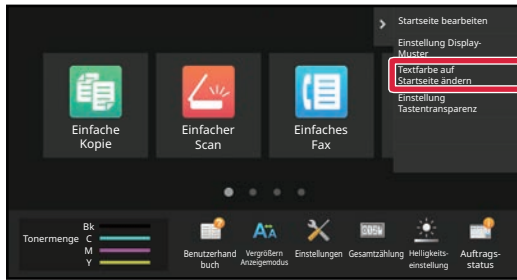 Startseite bearbeiten
Einstellung Display-
Muster
Textfarbe auf
Startseite ändern
Einstellung
Tastentransparenz
Einfache
Kopie
Einfacher
Scan
Einfaches
Fax
Tonermenge
Bk
C
M
Y
Benutzerhand
buch
Vergrößern
Anzeigemodus
Einstellungen
Gesamtzählung
Helligkeits-
einstellung
Auftrags-
status